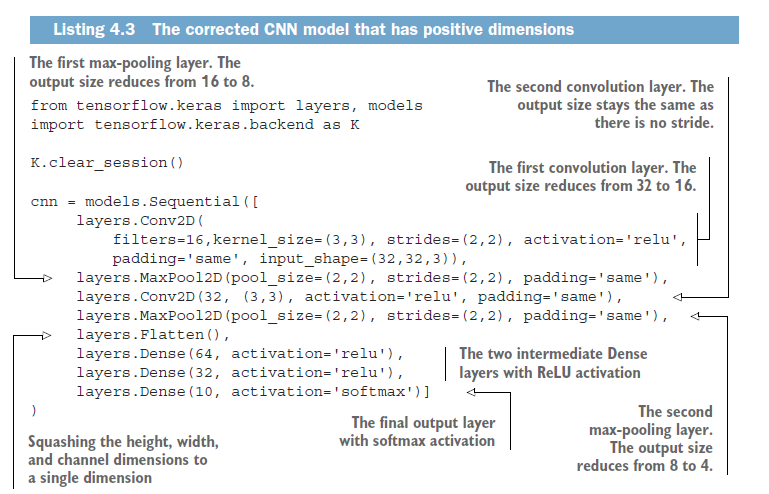 Listing 4.3 The corrected CNN model that has positive dimensions
The first max-pooling layer. The
output size reduces from 16 to 8.
The second convolution layer. The
output size stays the same as
there is no stride.
from tensorflow.keras import layers, models
import tensorflow.keras.backend as K
K.clear_session()
The first convolution layer. The
output size reduces from 32 to 16.
cnn = models.Sequential([
layers.Conv2D(
filters=16,kernel_size=(3,3), strides=(2,2), activation='relu',
padding='same', input_shape=(32,32,3)),
layers.MaxPool2D(pool_size=(2,2), strides=(2,2), padding='same'),
layers.Conv2D(32, (3,3), activation='relu', padding='same'),
layers.MaxPool2D(pool_size=(2,2), strides=(2,2), padding='same'),
layers.Flatten(),
layers.Dense(64, activation='relu'),
layers.Dense(32, activation='relu'),
layers.Dense(10, activation='softmax')]
)
The two intermediate Dense
layers with ReLU activation
The final output layer
with softmax activation
The second
max-pooling layer.
The output size
reduces from 8 to 4.
Squashing the height, width,
and channel dimensions to
a single dimension